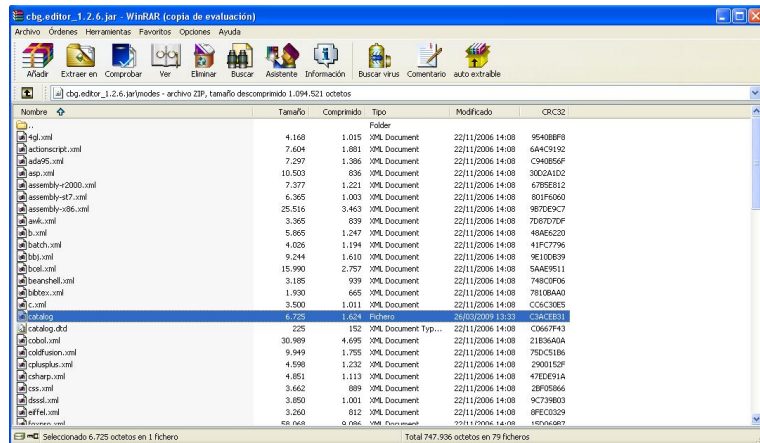 cbg.editor_1.2.6.jar - WinRAR (copia de evaluación)
Archivo Órdenes Herramientas Favoritos Opciones Ayuda
Añadir Extraer en Comprobar Ver Eliminar Buscar Asistente Información Buscar virus Comentario auto extraible
cbg.editor_1.2.6.jar\modes - archivo ZIP, tamaño descomprimido 1.094.521 octetos
Nombre Tamaño Comprimido Tipo Modificado CRC32
.. Folder
4gl.xml 4.168 1.015 XML Document 22/11/2006 14:08 9540BBF8
actionscript.xml 7.604 1.881 XML Document 22/11/2006 14:08 6A4C9192
ada95.xml 7.297 1.386 XML Document 22/11/2006 14:08 C940B56F
asp.xml 10.503 836 XML Document 22/11/2006 14:08 30D2A1D2
assembly-r2000.xml 7.377 1.221 XML Document 22/11/2006 14:08 67B5E812
assembly-st7.xml 6.365 1.003 XML Document 22/11/2006 14:08 801F6060
assembly-x86.xml 25.516 3.463 XML Document 22/11/2006 14:08 9B7DE9C7
awk.xml 3.365 839 XML Document 22/11/2006 14:08 7D87D7DF
b.xml 5.865 1.247 XML Document 22/11/2006 14:08 48AE6220
batch.xml 4.026 1.194 XML Document 22/11/2006 14:08 41FC7796
bbj.xml 9.244 1.610 XML Document 22/11/2006 14:08 9E10DB39
bcel.xml 15.990 2.757 XML Document 22/11/2006 14:08 5AAE9511
beanshell.xml 3.185 939 XML Document 22/11/2006 14:08 748C0F06
bibtex.xml 1.930 665 XML Document 22/11/2006 14:08 7810BAA0
c.xml 3.500 1.011 XML Document 22/11/2006 14:08 CC6C30E5
catalog 6.725 1.624 Fichero 26/03/2009 13:33 C3ACEB31
catalog.dtd 225 152 XML Document Typ... 22/11/2006 14:08 C0667F43
cobol.xml 30.989 4.695 XML Document 22/11/2006 14:08 21B36A0A
coldfusion.xml 9.949 1.755 XML Document 22/11/2006 14:08 75DC51B6
cplusplus.xml 4.598 1.232 XML Document 22/11/2006 14:08 2900152F
csharp.xml 4.851 1.113 XML Document 22/11/2006 14:08 47EDE91A
css.xml 3.662 889 XML Document 22/11/2006 14:08 2BF05866
dsssl.xml 3.850 1.001 XML Document 22/11/2006 14:08 9C739B03
eiffel.xml 3.260 812 XML Document 22/11/2006 14:08 8FEC0329
foxpro.xml 58.068 9.086 XML Document 22/11/2006 14:08 15D069B7
Seleccionado 6.725 octetos en 1 fichero Total 747.936 octetos en 79 ficheros